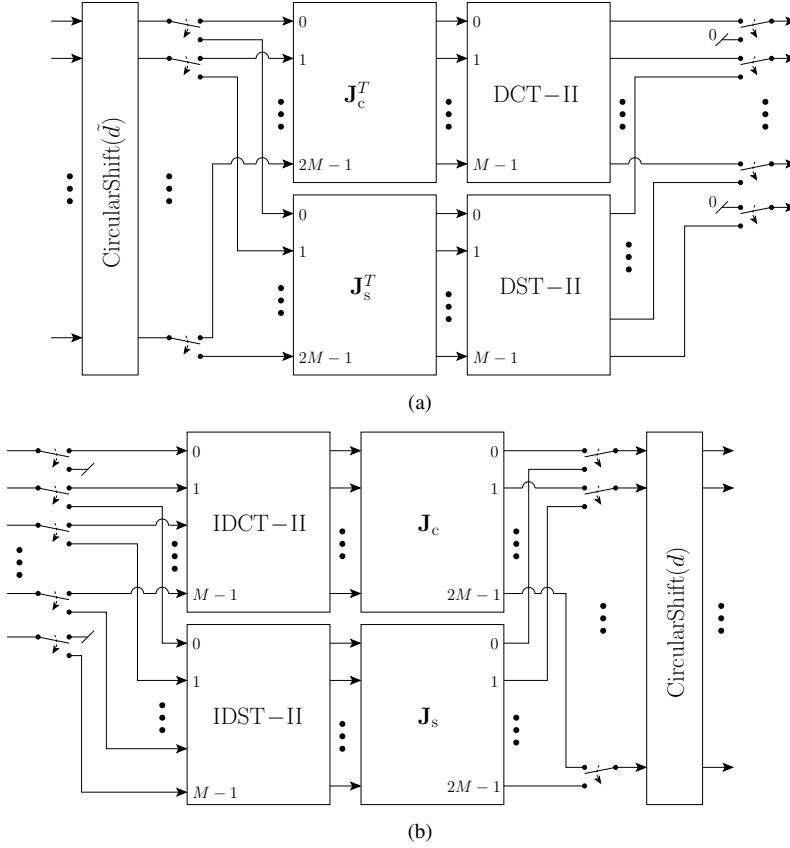 CircularShift(d̃)
0
1
2M − 1
J_c^T
0
1
M − 1
DCT−II
0
0
1
2M − 1
J_s^T
0
1
M − 1
DST−II
0
(a)
0
1
M − 1
IDCT−II
J_c
0
1
2M − 1
0
1
M − 1
IDST−II
J_s
0
1
2M − 1
CircularShift(d)
(b)